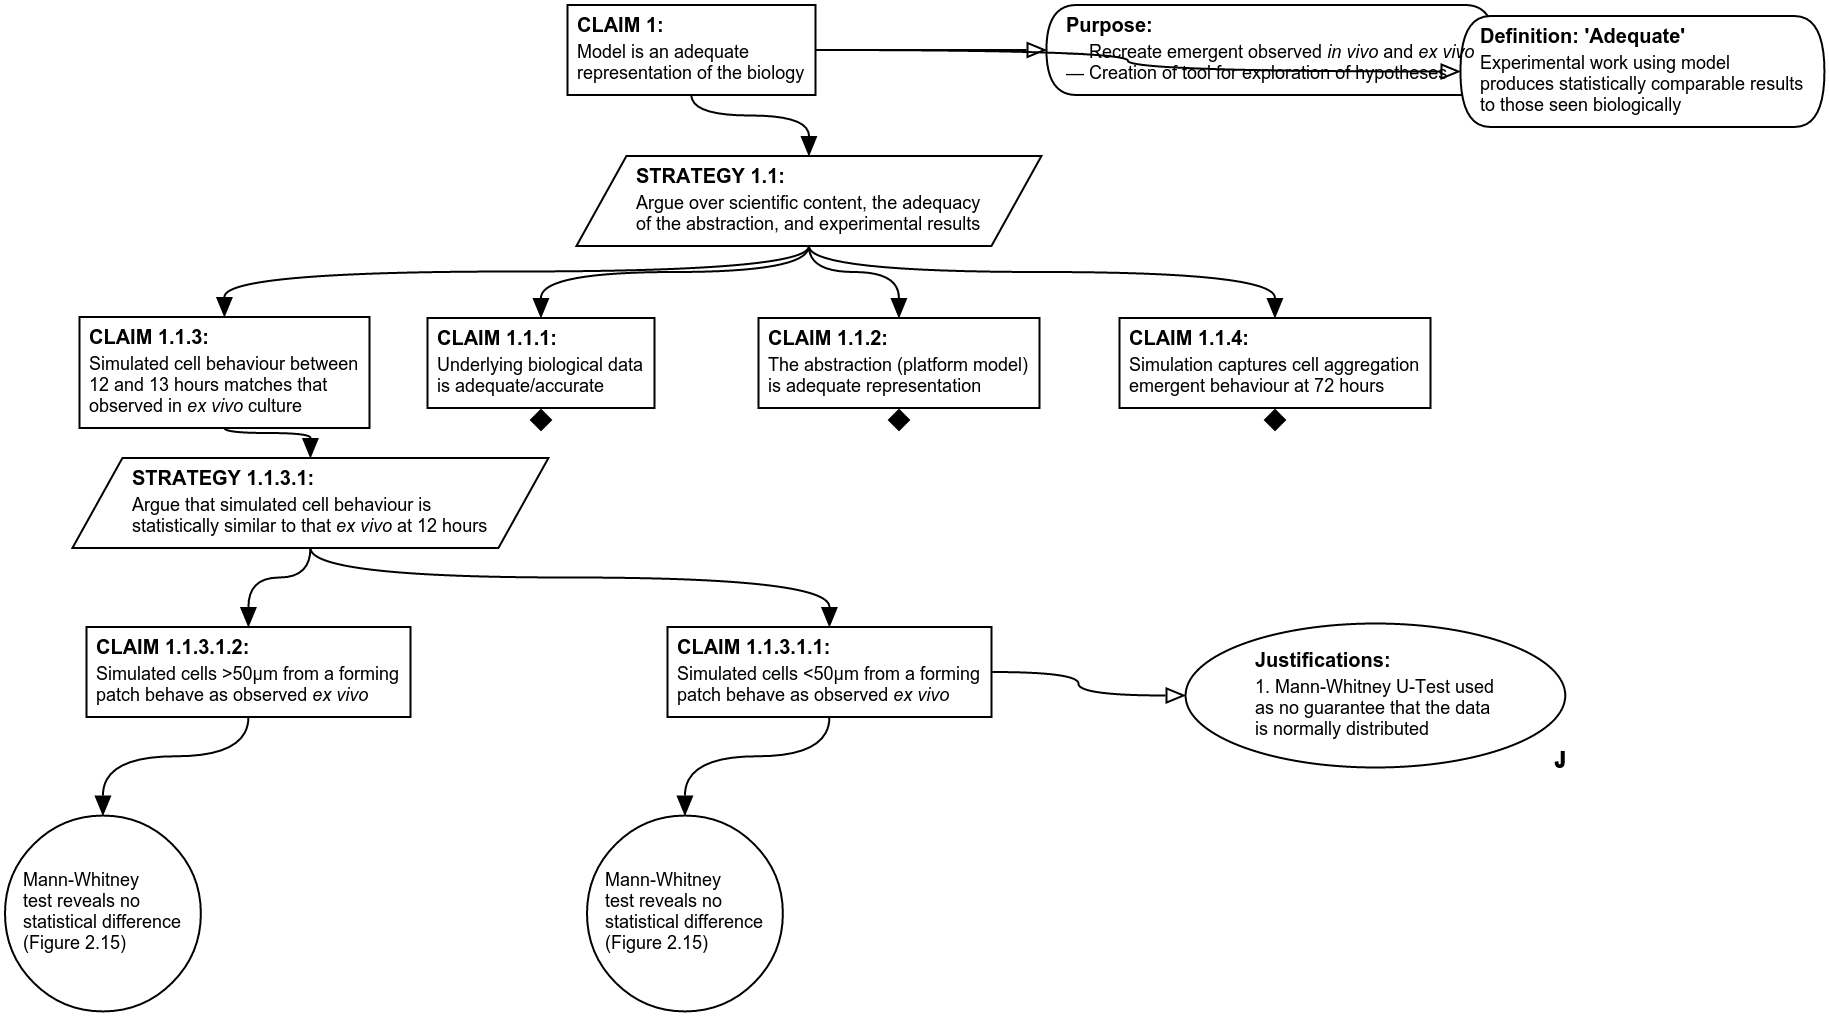 CLAIM 1:
Model is an adequate
representation of the biology
Purpose:
— Recreate emergent observed in vivo and ex vivo
— Creation of tool for exploration of hypotheses
Definition: 'Adequate'
Experimental work using model
produces statistically comparable results
to those seen biologically
STRATEGY 1.1:
Argue over scientific content, the adequacy
of the abstraction, and experimental results
CLAIM 1.1.3:
Simulated cell behaviour between
12 and 13 hours matches that
observed in ex vivo culture
CLAIM 1.1.1:
Underlying biological data
is adequate/accurate
CLAIM 1.1.2:
The abstraction (platform model)
is adequate representation
CLAIM 1.1.4:
Simulation captures cell aggregation
emergent behaviour at 72 hours
STRATEGY 1.1.3.1:
Argue that simulated cell behaviour is
statistically similar to that ex vivo at 12 hours
CLAIM 1.1.3.1.2:
Simulated cells >50µm from a forming
patch behave as observed ex vivo
CLAIM 1.1.3.1.1:
Simulated cells <50µm from a forming
patch behave as observed ex vivo
Justifications:
1. Mann-Whitney U-Test used
as no guarantee that the data
is normally distributed
J
Mann-Whitney
test reveals no
statistical difference
(Figure 2.15)
Mann-Whitney
test reveals no
statistical difference
(Figure 2.15)